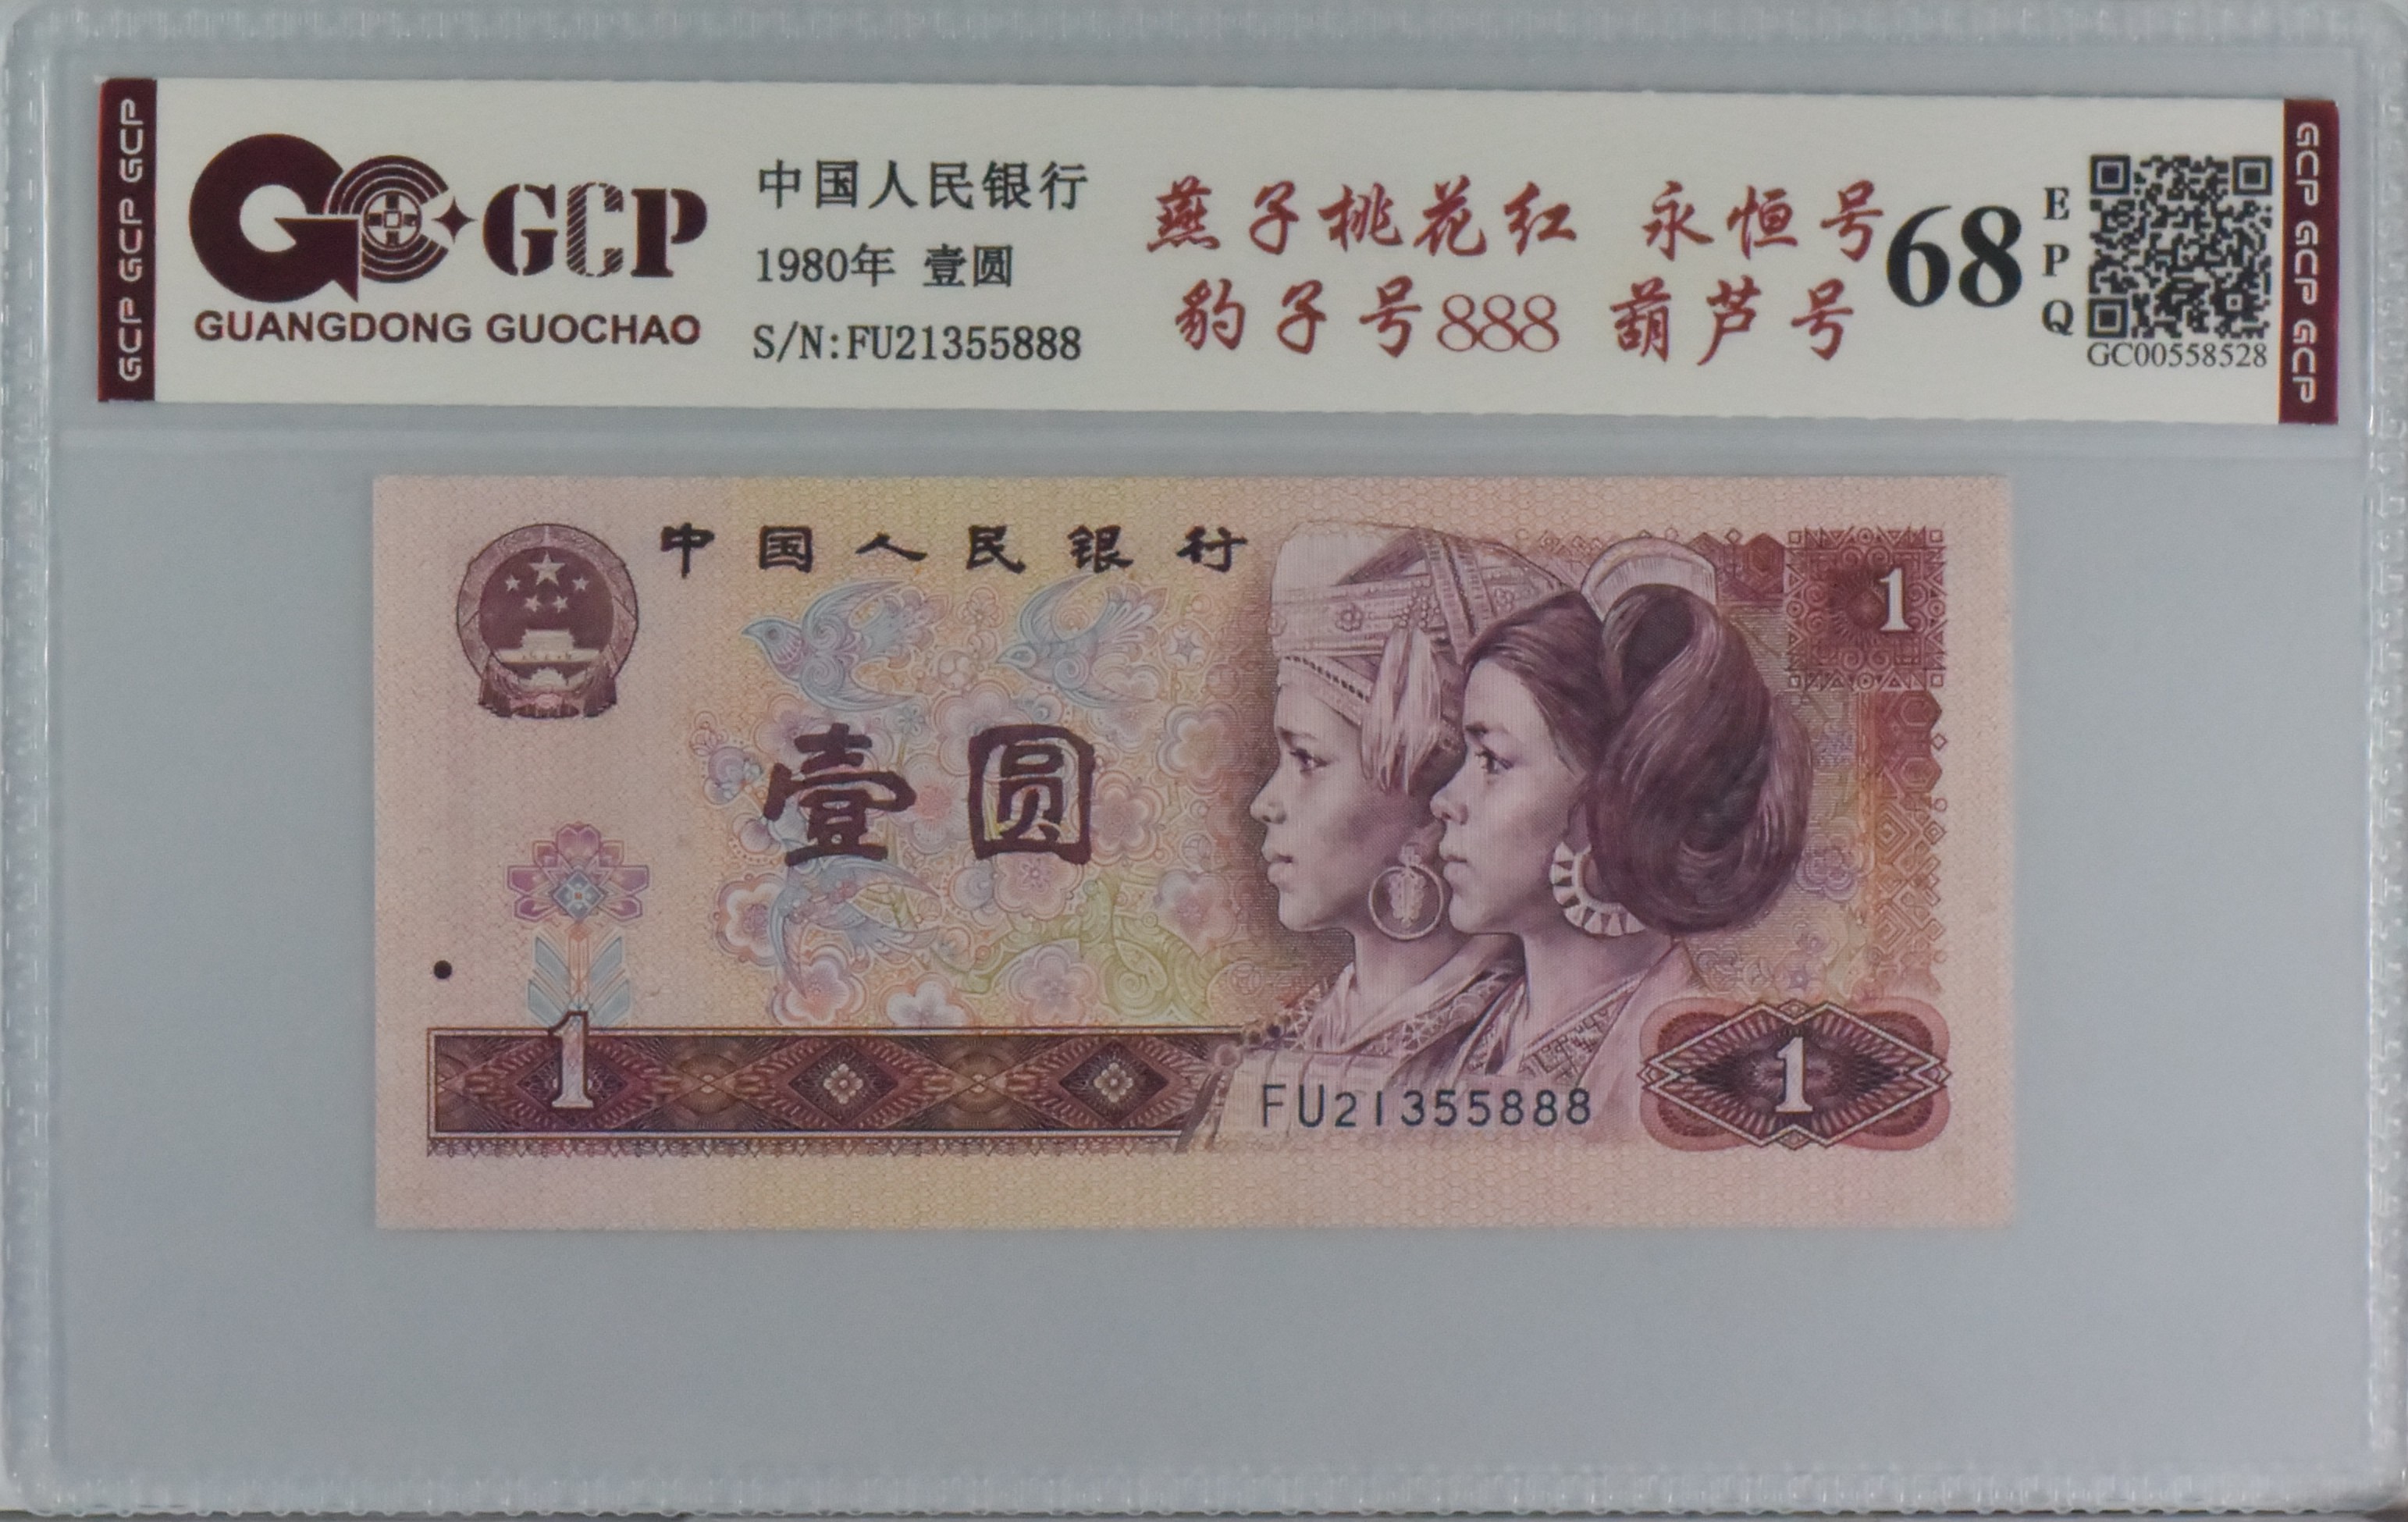 GCP GCP GCP
GCP
GUANGDONG GUOCHAO
中国人民银行
1980年 壹圆
S/N:FU21355888
燕子桃花红 永恒号
豹子号888 葫芦号
68
EPQ
GC00558528
GCP GCP GCP
中国人民银行
1
壹圆
1
FU21355888
1